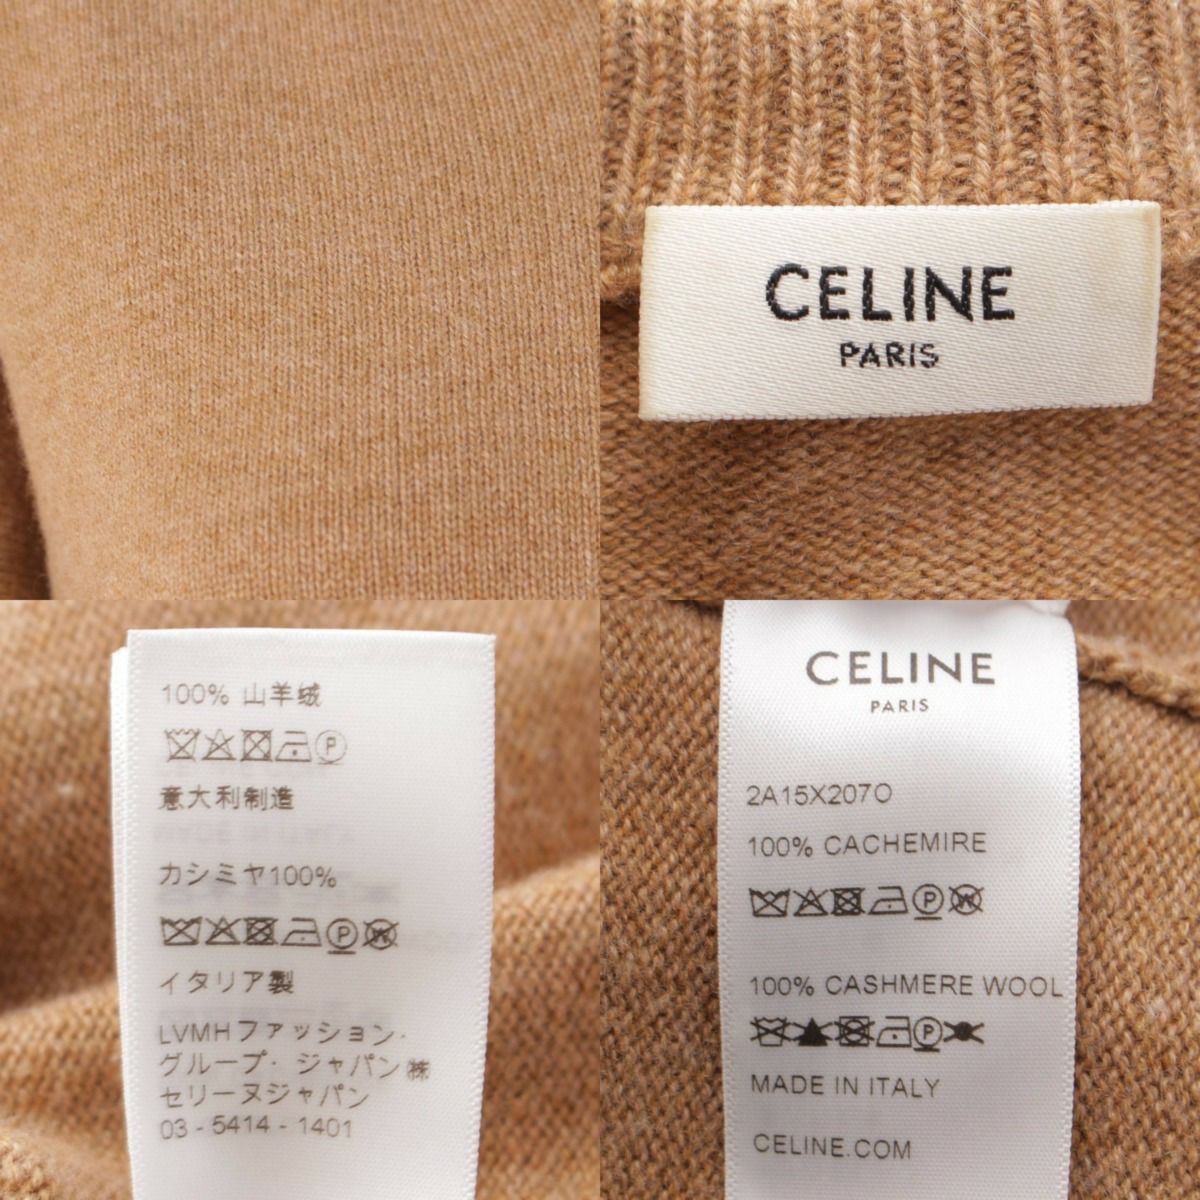 CELINE
PARIS
100% 山羊绒
意大利制造
カシミヤ100%
イタリア製
LVMHファッション·
グループ· ジャパン㈱
セリーヌジャパン
03 - 5414 - 1401
CELINE
PARIS
2A15X207O
100% CACHEMIRE
100% CASHMERE WOOL
MADE IN ITALY
CELINE.COM